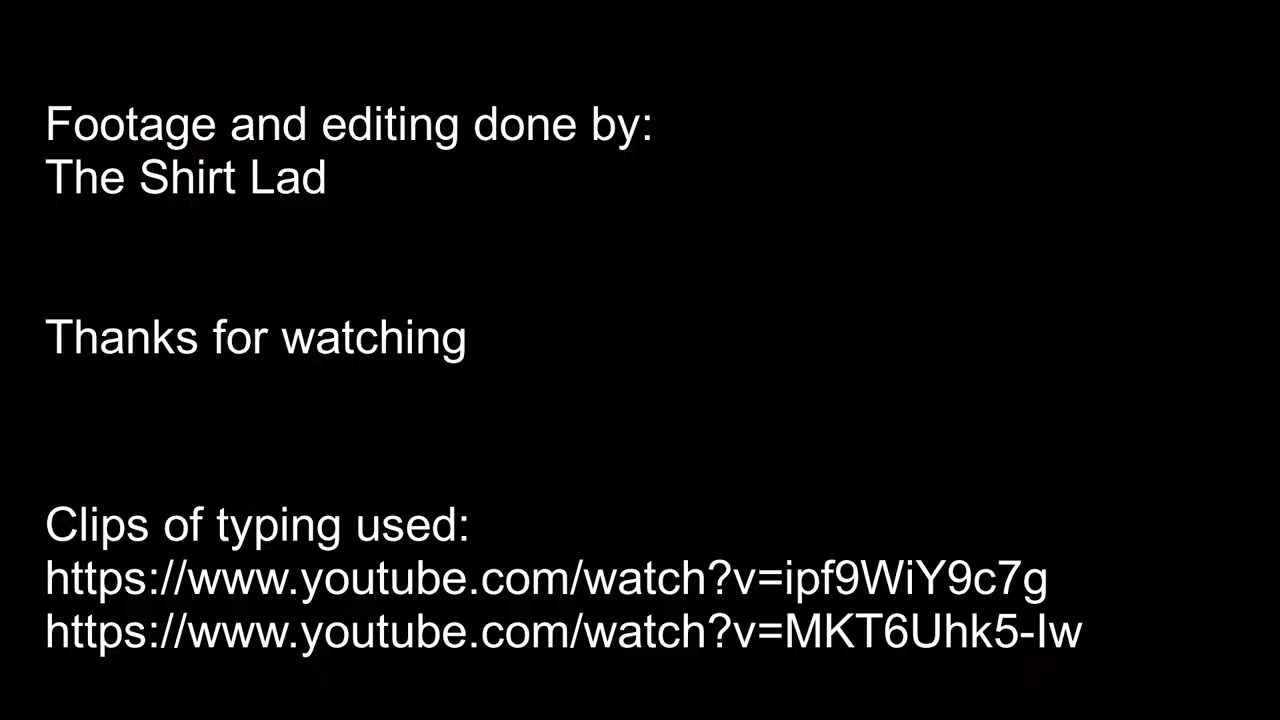 Footage and editing done by:
The Shirt Lad
Thanks for watching
Clips of typing used:
https://www.youtube.com/watch?v=ipf9WiY9c7g
https://www.youtube.com/watch?v=MKT6Uhk5-Iw